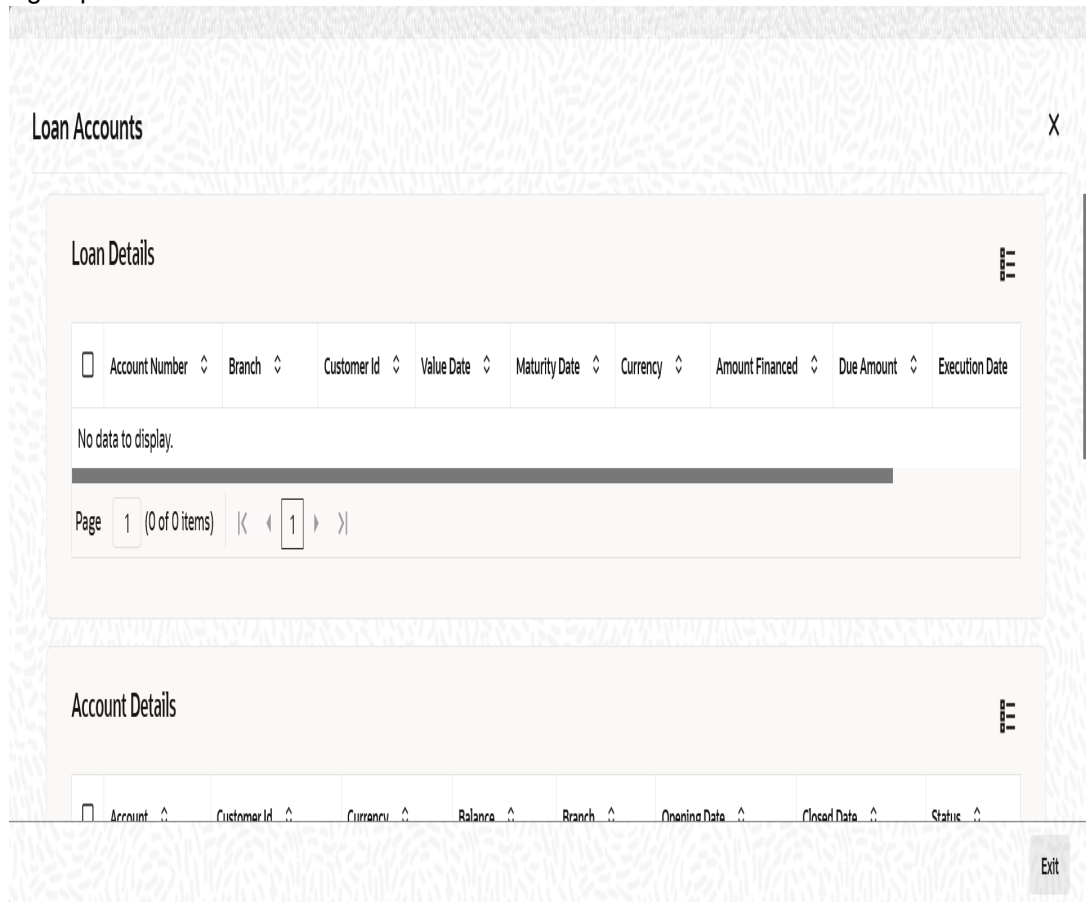 Loan Accounts X
Loan Details
Account Number Branch Customer Id Value Date Maturity Date Currency Amount Financed Due Amount Execution Date
No data to display.
Page 1 (0 of 0 items) 1
Account Details
Account Customer Id Currency Balance Branch Opening Date Closed Date Status
Exit